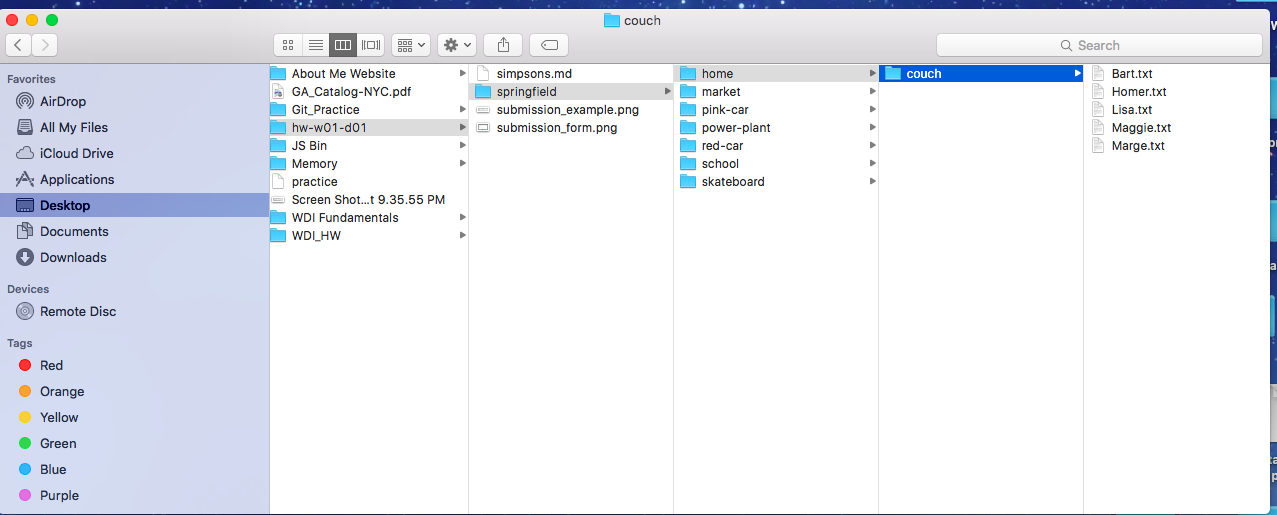 couch
Search
Favorites
AirDrop
All My Files
iCloud Drive
Applications
Desktop
Documents
Downloads
Devices
Remote Disc
Tags
Red
Orange
Yellow
Green
Blue
Purple
About Me Website
GA_Catalog-NYC.pdf
Git_Practice
hw-w01-d01
JS Bin
Memory
practice
Screen Shot...t 9.35.55 PM
WDI Fundamentals
WDI_HW
simpsons.md
springfield
submission_example.png
submission_form.png
home
market
pink-car
power-plant
red-car
school
skateboard
couch
Bart.txt
Homer.txt
Lisa.txt
Maggie.txt
Marge.txt